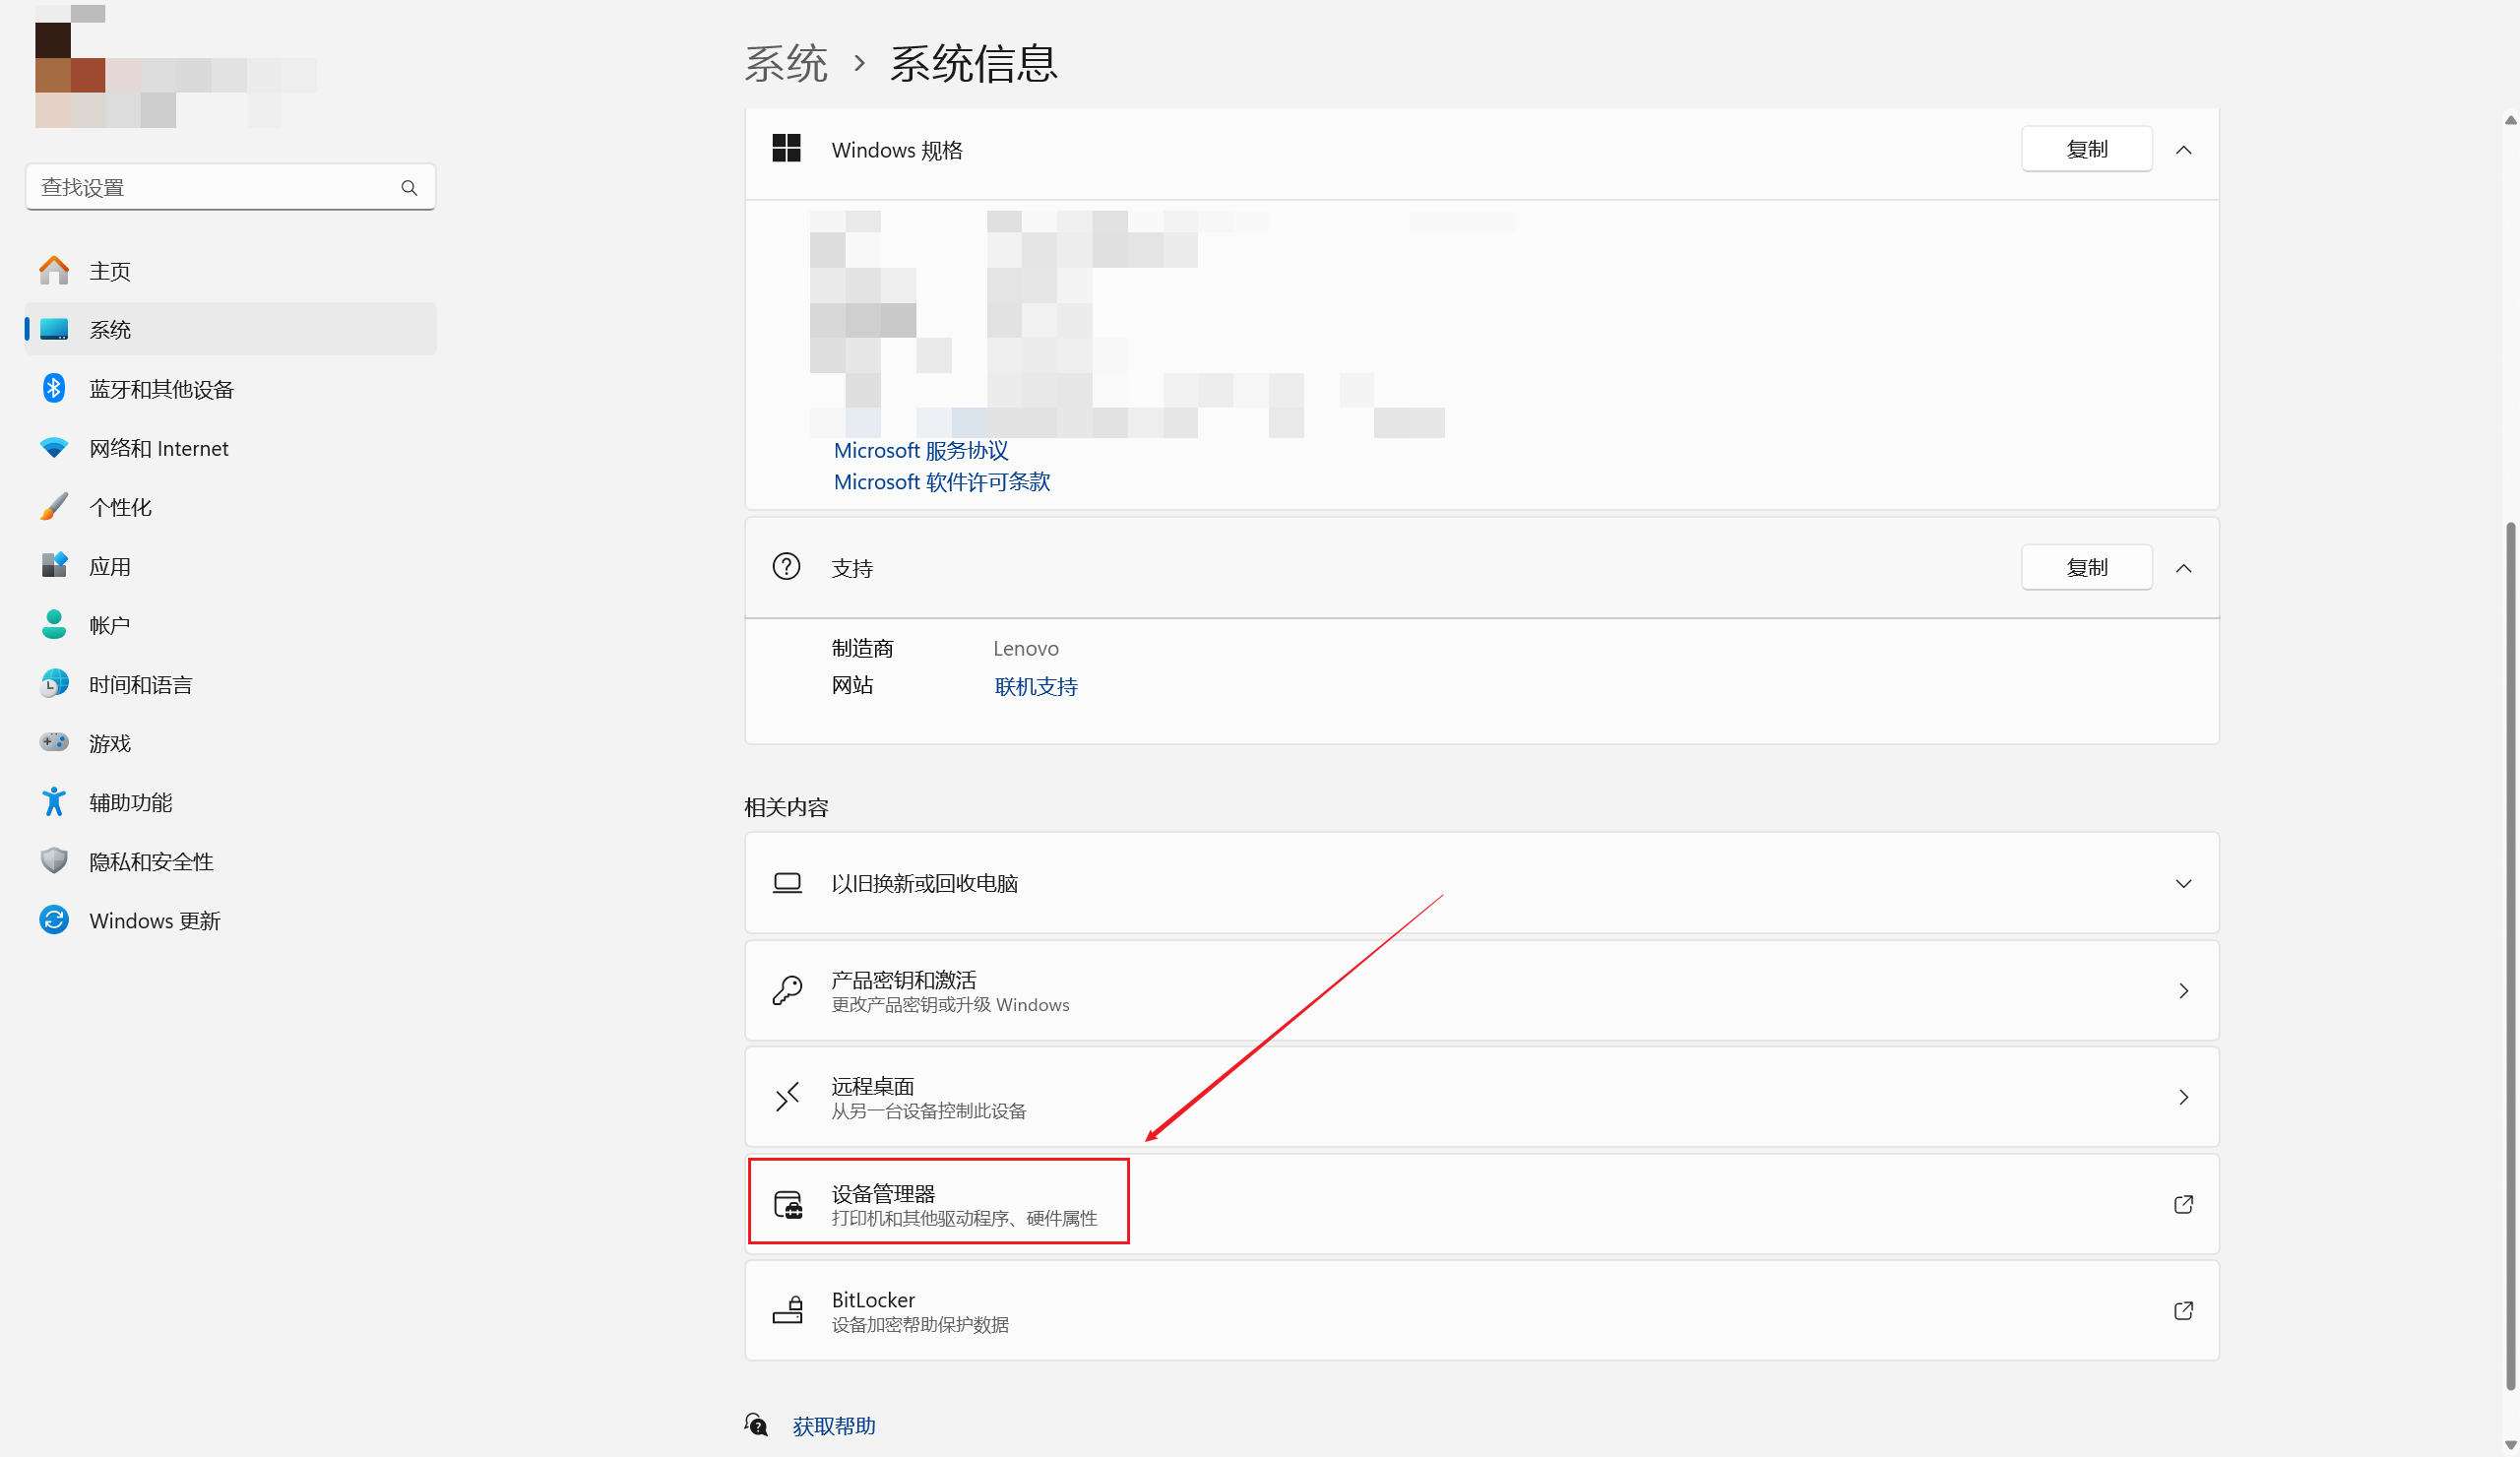 系统 › 系统信息
查找设置
主页
系统
蓝牙和其他设备
网络和 Internet
个性化
应用
帐户
时间和语言
游戏
辅助功能
隐私和安全性
Windows 更新
Windows 规格
复制
Microsoft 服务协议
Microsoft 软件许可条款
支持
复制
制造商 Lenovo
网站 联机支持
相关内容
以旧换新或回收电脑
产品密钥和激活
更改产品密钥或升级 Windows
远程桌面
从另一台设备控制此设备
设备管理器
打印机和其他驱动程序、硬件属性
BitLocker
设备加密帮助保护数据
获取帮助